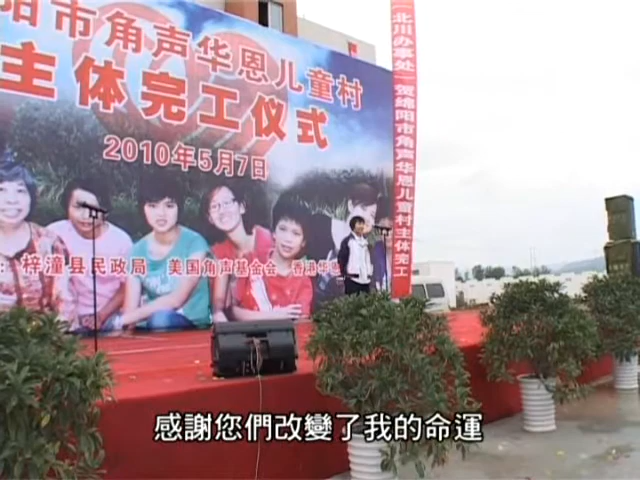 阳市角声华恩儿童村
主体完工仪式
2010年5月7日
：梓潼县民政局 美国角声基金会 香港华恩
北川办事处 贺绵阳市角声华恩儿童村主体完工
感謝您們改變了我的命運